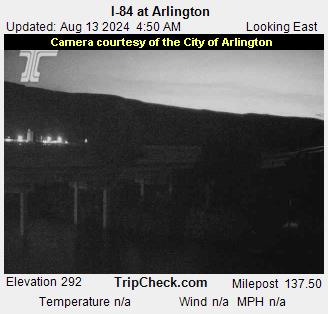 I-84 at Arlington
Updated: Aug 13 2024 4:50 AM Looking East
Camera courtesy of the City of Arlington
Elevation 292 TripCheck.com Milepost 137.50
Temperature n/a Wind n/a MPH n/a